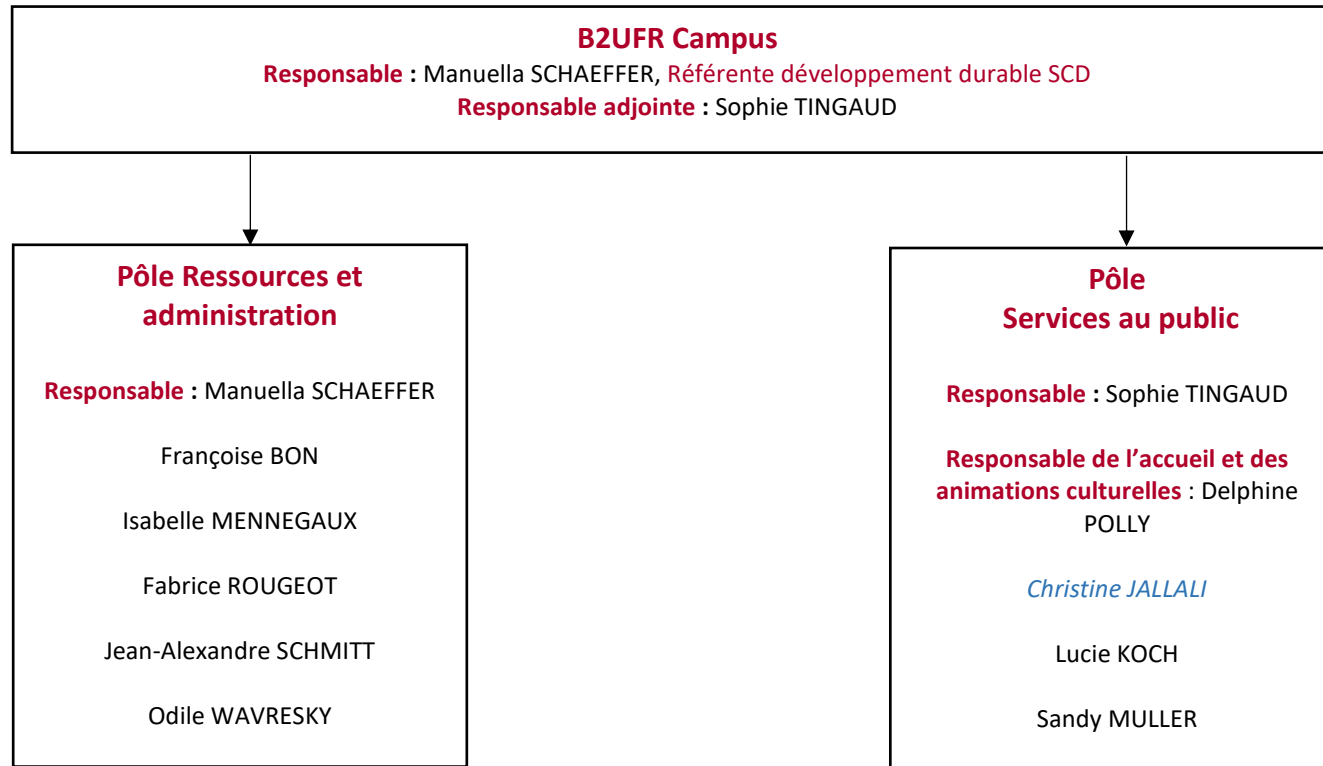 B2UFR Campus
Responsable : Manuella SCHAEFFER, Référente développement durable SCD
Responsable adjointe : Sophie TINGAUD
Pôle Ressources et
administration
Responsable : Manuella SCHAEFFER
Françoise BON
Isabelle MENNEGAUX
Fabrice ROUGEOT
Jean-Alexandre SCHMITT
Odile WAVRESKY
Pôle
Services au public
Responsable : Sophie TINGAUD
Responsable de l’accueil et des
animations culturelles : Delphine
POLLY
Christine JALLALI
Lucie KOCH
Sandy MULLER